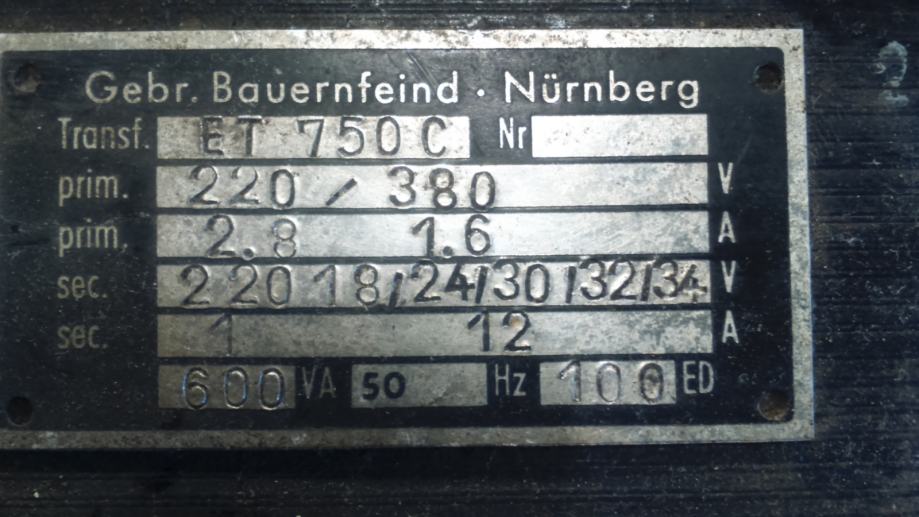 Gebr. Bauernfeind · Nürnberg
Transf. ET 750C Nr
prim. 220 / 380 V
prim. 2.8 1.6 A
sec. 220 18/24/30/32/34 V
sec. 1 12 A
600 VA 50 Hz 100 ED